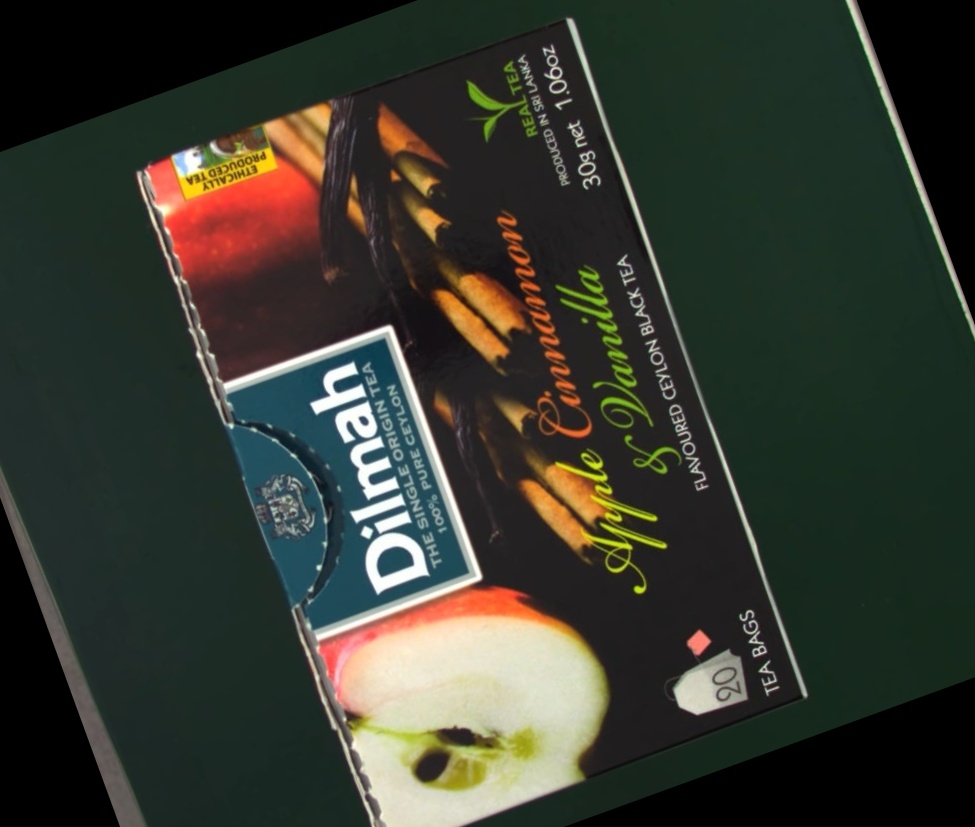 Dilmah
THE SINGLE ORIGIN TEA
100% PURE CEYLON
ETHICALLY
PRODUCED TEA
Apple Cinnamon
& Vanilla
FLAVOURED CEYLON BLACK TEA
20
TEA BAGS
REAL TEA
PRODUCED IN SRI LANKA
30g net 1.06oz